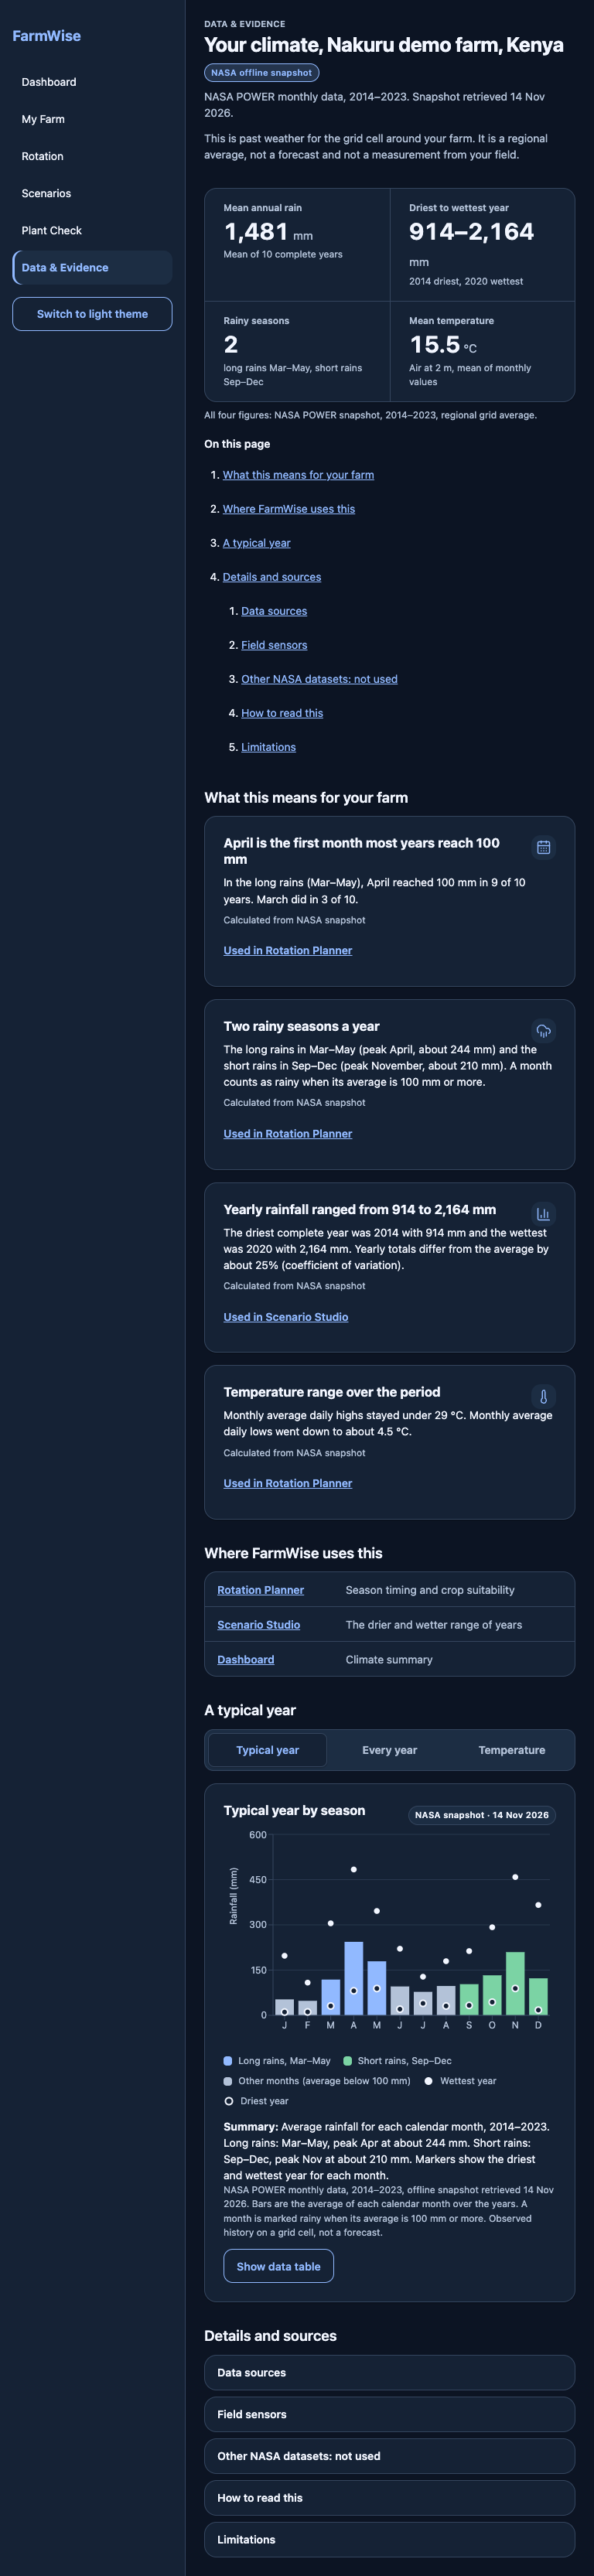 FarmWise
Dashboard
My Farm
Rotation
Scenarios
Plant Check
Data & Evidence
Switch to light theme
DATA & EVIDENCE
Your climate, Nakuru demo farm, Kenya
NASA offline snapshot
NASA POWER monthly data, 2014–2023. Snapshot retrieved 14 Nov
2026.
This is past weather for the grid cell around your farm. It is a regional
average, not a forecast and not a measurement from your field.
Mean annual rain
1,481 mm
Mean of 10 complete years
Driest to wettest year
914–2,164
mm
2014 driest, 2020 wettest
Rainy seasons
2
long rains Mar–May, short rains
Sep–Dec
Mean temperature
15.5 °C
Air at 2 m, mean of monthly
values
All four figures: NASA POWER snapshot, 2014–2023, regional grid average.
On this page
1. What this means for your farm
2. Where FarmWise uses this
3. A typical year
4. Details and sources
1. Data sources
2. Field sensors
3. Other NASA datasets: not used
4. How to read this
5. Limitations
What this means for your farm
April is the first month most years reach 100
mm
In the long rains (Mar–May), April reached 100 mm in 9 of 10
years. March did in 3 of 10.
Calculated from NASA snapshot
Used in Rotation Planner
Two rainy seasons a year
The long rains in Mar–May (peak April, about 244 mm) and the
short rains in Sep–Dec (peak November, about 210 mm). A month
counts as rainy when its average is 100 mm or more.
Calculated from NASA snapshot
Used in Rotation Planner
Yearly rainfall ranged from 914 to 2,164 mm
The driest complete year was 2014 with 914 mm and the wettest
was 2020 with 2,164 mm. Yearly totals differ from the average by
about 25% (coefficient of variation).
Calculated from NASA snapshot
Used in Scenario Studio
Temperature range over the period
Monthly average daily highs stayed under 29 °C. Monthly average
daily lows went down to about 4.5 °C.
Calculated from NASA snapshot
Used in Rotation Planner
Where FarmWise uses this
Rotation Planner Season timing and crop suitability
Scenario Studio The drier and wetter range of years
Dashboard Climate summary
A typical year
Typical year Every year Temperature
Typical year by season
NASA snapshot · 14 Nov 2026
Rainfall (mm)
600
450
300
150
0
J F M A M J J A S O N D
Long rains, Mar–May Short rains, Sep–Dec
Other months (average below 100 mm) Wettest year
Driest year
Summary: Average rainfall for each calendar month, 2014–2023.
Long rains: Mar–May, peak Apr at about 244 mm. Short rains:
Sep–Dec, peak Nov at about 210 mm. Markers show the driest
and wettest year for each month.
NASA POWER monthly data, 2014–2023, offline snapshot retrieved 14 Nov
2026. Bars are the average of each calendar month over the years. A
month is marked rainy when its average is 100 mm or more. Observed
history on a grid cell, not a forecast.
Show data table
Details and sources
Data sources
Field sensors
Other NASA datasets: not used
How to read this
Limitations